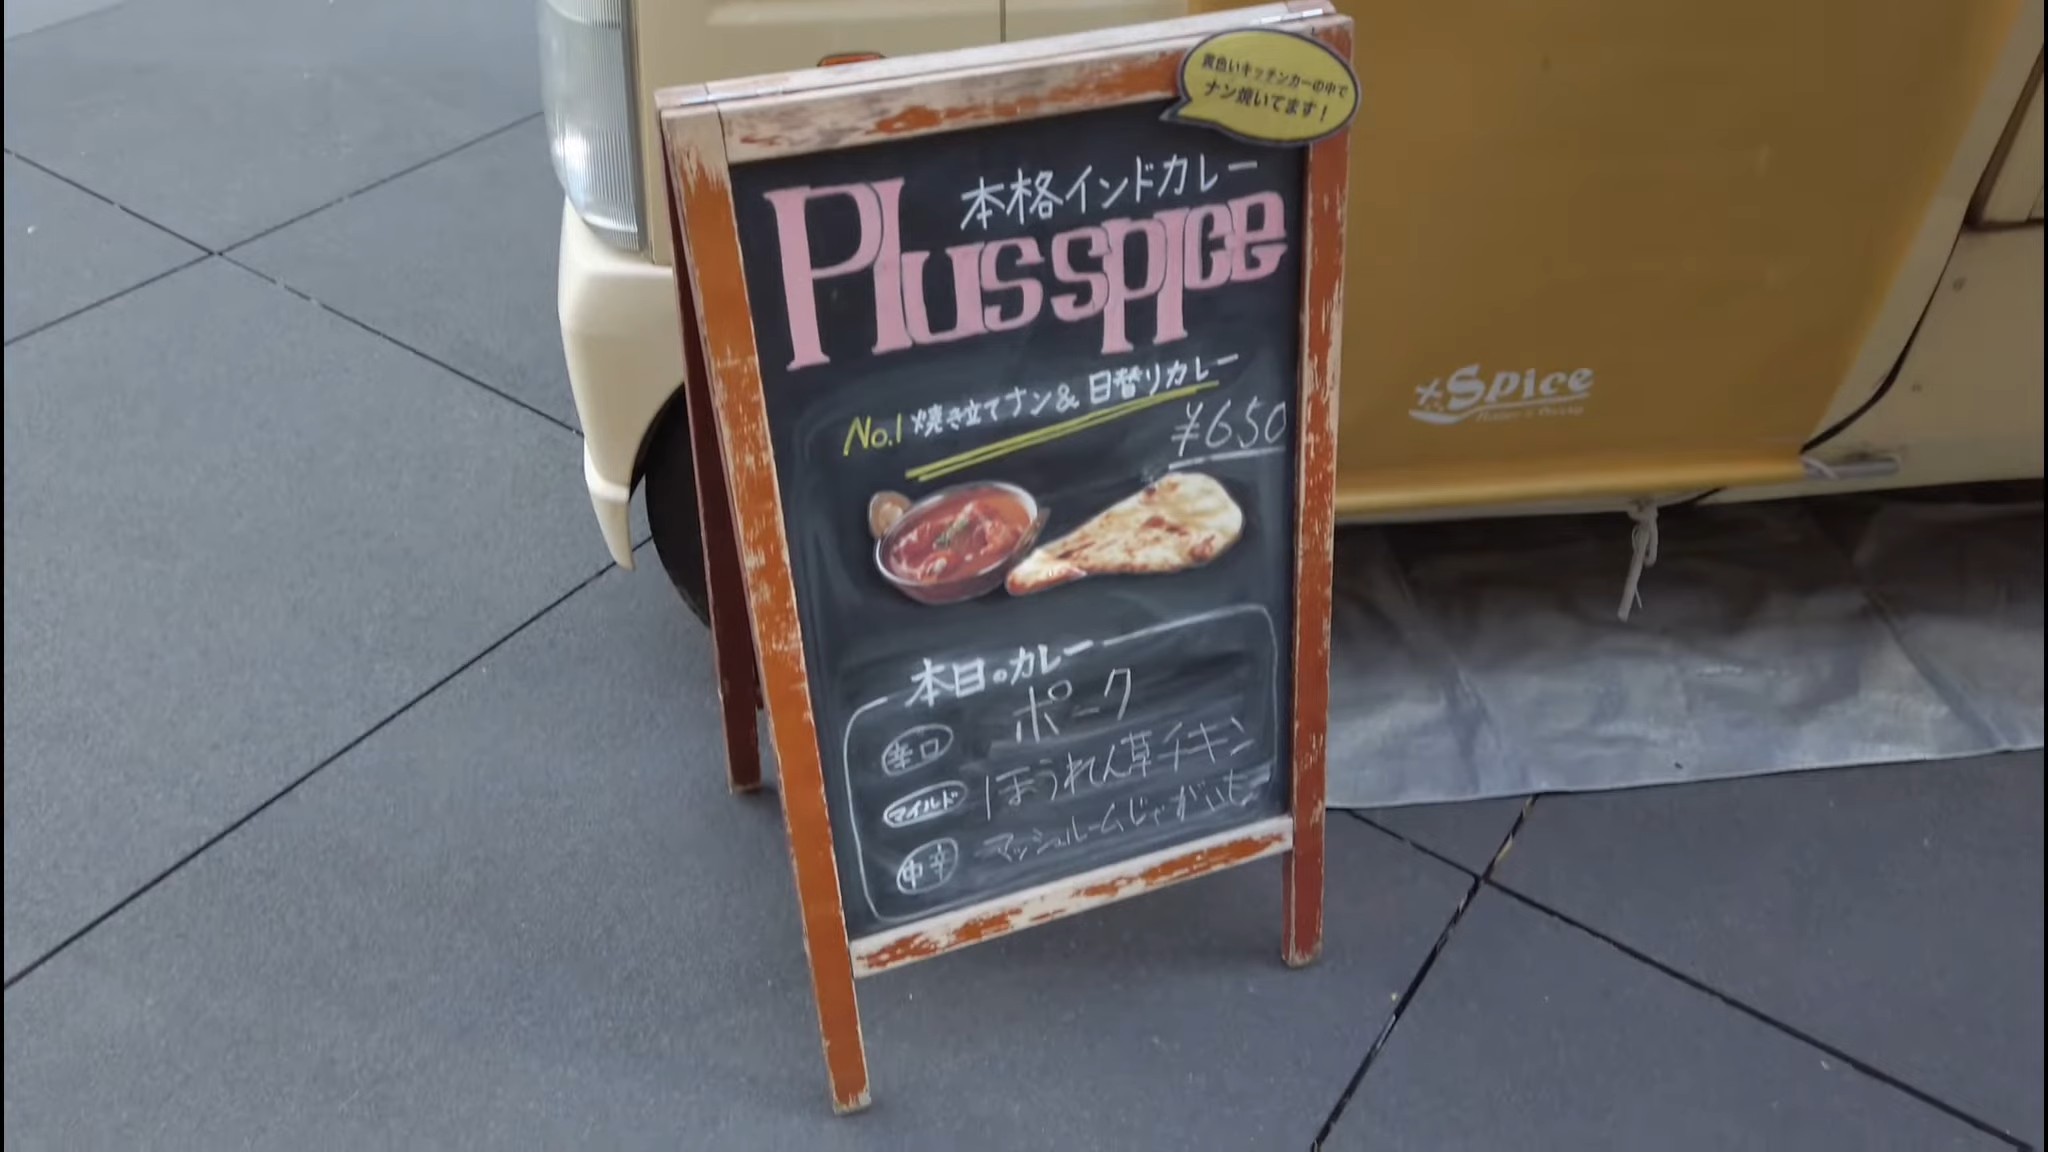 黄色いキッチンカーの中で
ナン焼いてます！
本格インドカレー
Plus spice
No.1 焼き立てナン& 日替りカレー
¥650
本日のカレー
辛口 ポーク
マイルド ほうれん草チキン
中辛 マッシュルームじゃがいも
Spice